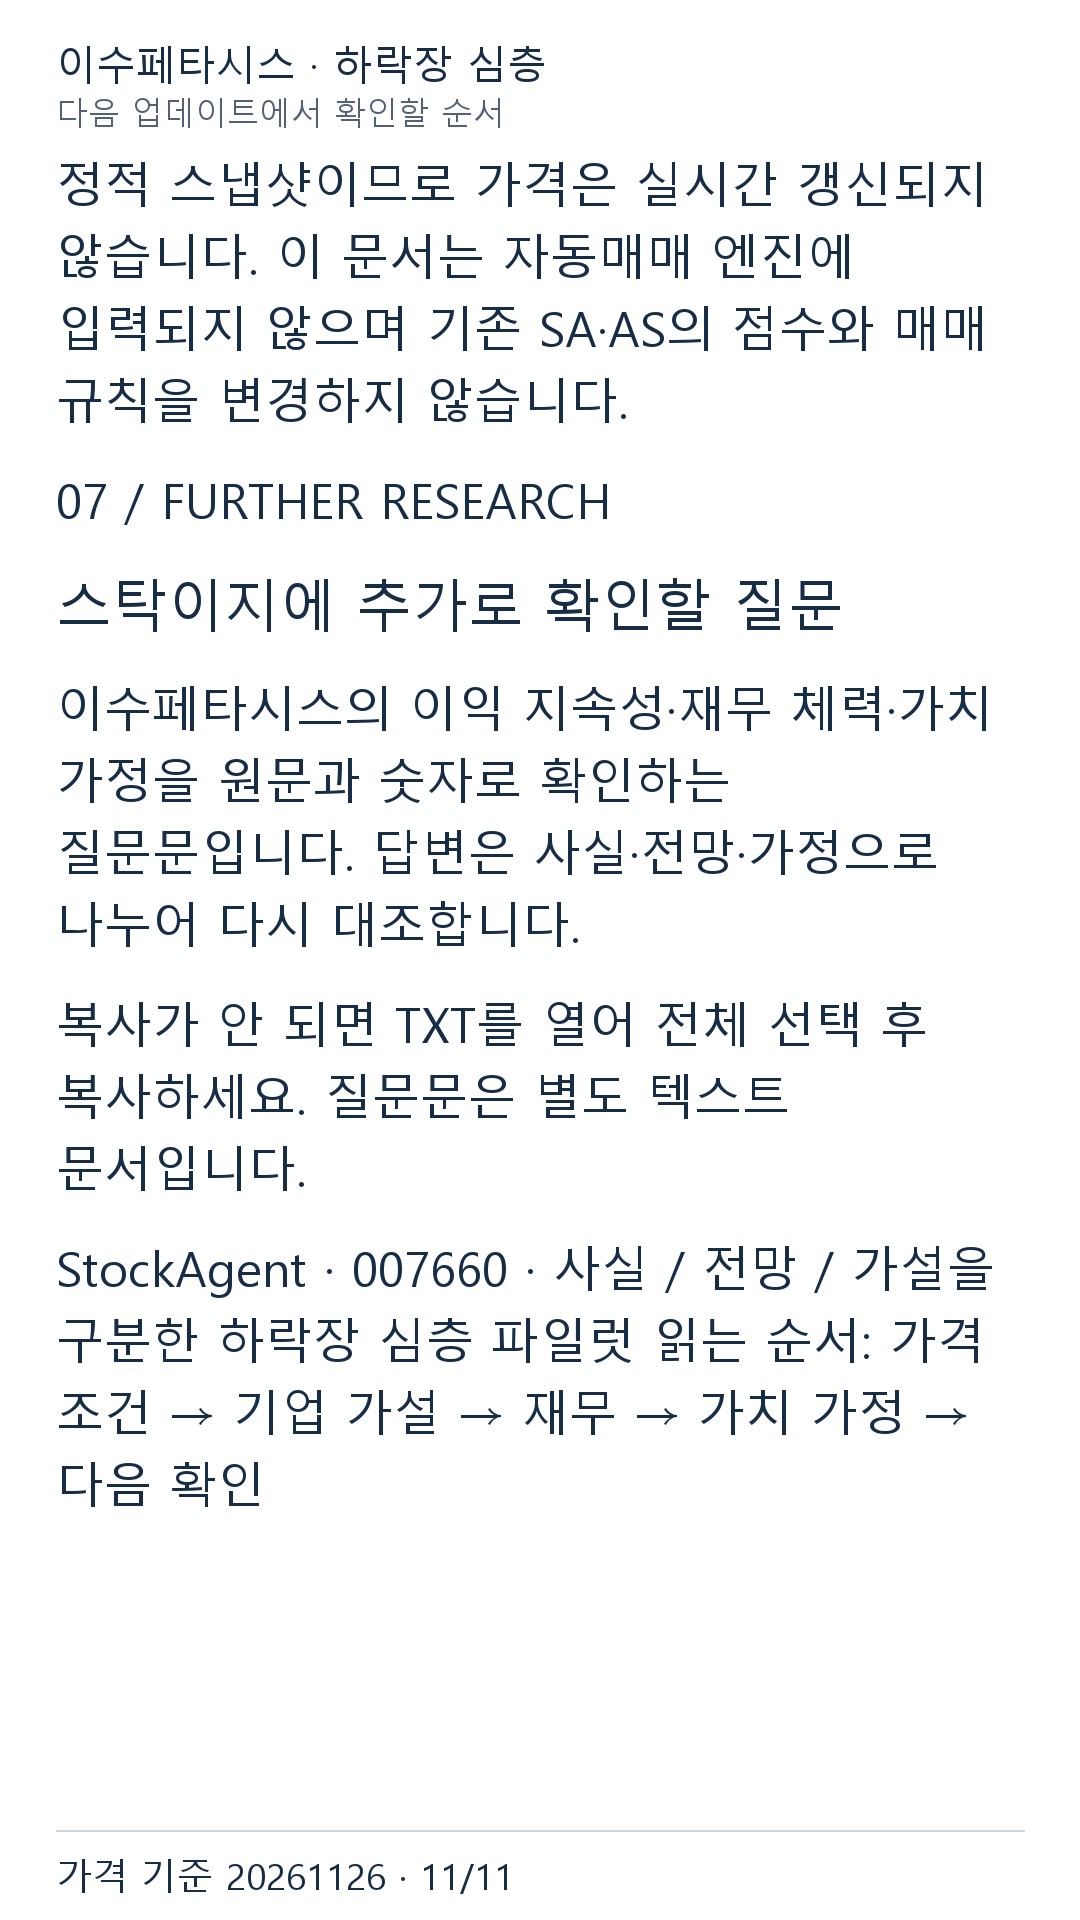 이수페타시스 · 하락장 심층
다음 업데이트에서 확인할 순서
정적 스냅샷이므로 가격은 실시간 갱신되지
않습니다. 이 문서는 자동매매 엔진에
입력되지 않으며 기존 SA·AS의 점수와 매매
규칙을 변경하지 않습니다.
07 / FURTHER RESEARCH
스탁이지에 추가로 확인할 질문
이수페타시스의 이익 지속성·재무 체력·가치
가정을 원문과 숫자로 확인하는
질문문입니다. 답변은 사실·전망·가정으로
나누어 다시 대조합니다.
복사가 안 되면 TXT를 열어 전체 선택 후
복사하세요. 질문문은 별도 텍스트
문서입니다.
StockAgent · 007660 · 사실 / 전망 / 가설을
구분한 하락장 심층 파일럿 읽는 순서: 가격
조건 → 기업 가설 → 재무 → 가치 가정 →
다음 확인
가격 기준 20261126 · 11/11